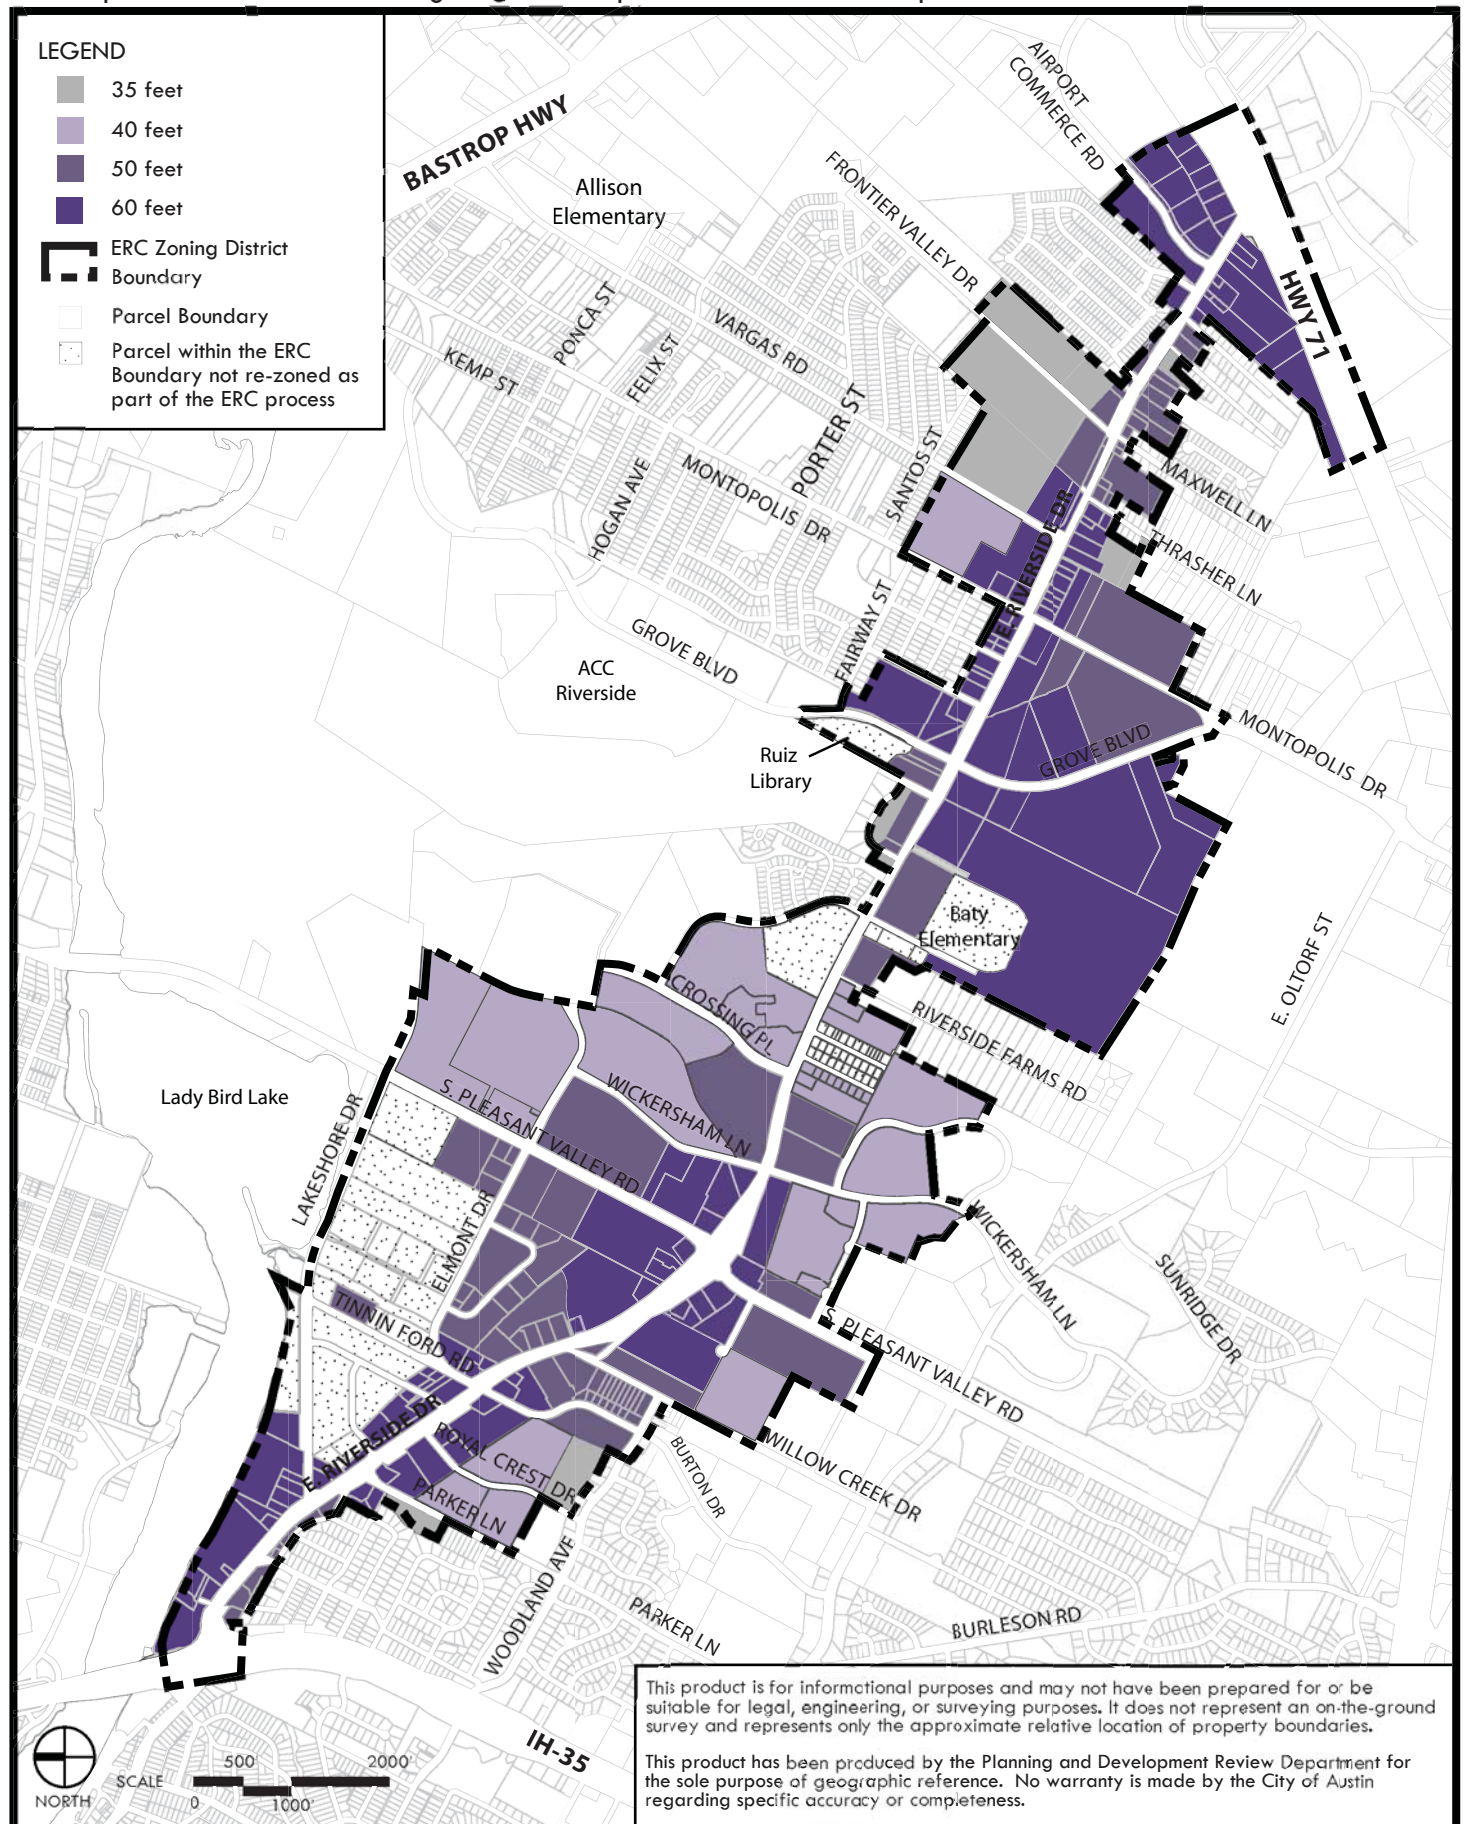 LEGEND
35 feet
40 feet
50 feet
60 feet
ERC Zoning District
Boundary
Parcel Boundary
Parcel within the ERC
Boundary not re-zoned as
part of the ERC process
BASTROP HWY
Allison
Elementary
AIRPORT
COMMERCE RD
FRONTIER VALLEY DR
HWY 71
PONCA ST
VARGAS RD
KEMP ST
FELIX ST
PORTER ST
SANTOS ST
MONTOPOLIS DR
HOGAN AVE
MAXWELL LN
THRASHER LN
E. RIVERSIDE DR
FAIRWAY ST
GROVE BLVD
ACC
Riverside
Ruiz
Library
GROVE BLVD
MONTOPOLIS DR
Baty
Elementary
E. OLTORF ST
CROSSING PL
RIVERSIDE FARMS RD
Lady Bird Lake
LAKESHORE DR
S. PLEASANT VALLEY RD
WICKERSHAM LN
ELMONT DR
WICKERSHAM LN
SUNRIDGE DR
TINNIN FORD RD
S. PLEASANT VALLEY RD
E. RIVERSIDE DR
ROYAL CREST DR
PARKER LN
BURTON DR
WILLOW CREEK DR
WOODLAND AVE
PARKER LN
BURLESON RD
IH-35
NORTH
SCALE
500
2000'
0
1000'
This product is for informational purposes and may not have been prepared for or be
suitable for legal, engineering, or surveying purposes. It does not represent an on-the-ground
survey and represents only the approximate relative location of property boundaries.
This product has been produced by the Planning and Development Review Department for
the sole purpose of geographic reference. No warranty is made by the City of Austin
regarding specific accuracy or completeness.